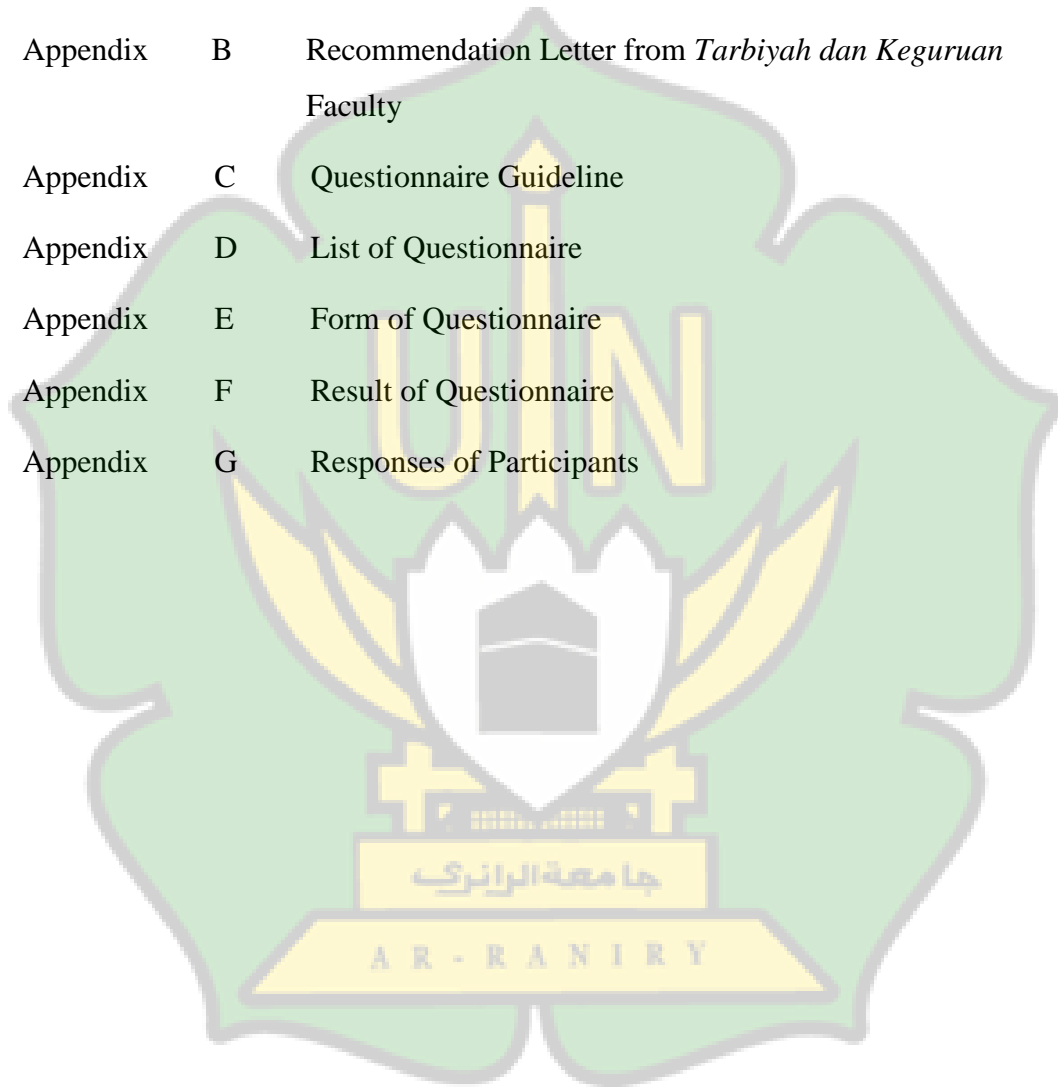 Appendix B Recommendation Letter from Tarbiyah dan Keguruan
Faculty
Appendix C Questionnaire Guideline
Appendix D List of Questionnaire
Appendix E Form of Questionnaire
Appendix F Result of Questionnaire
Appendix G Responses of Participants
UIN
جامعة الرانري
AR-RANIRY